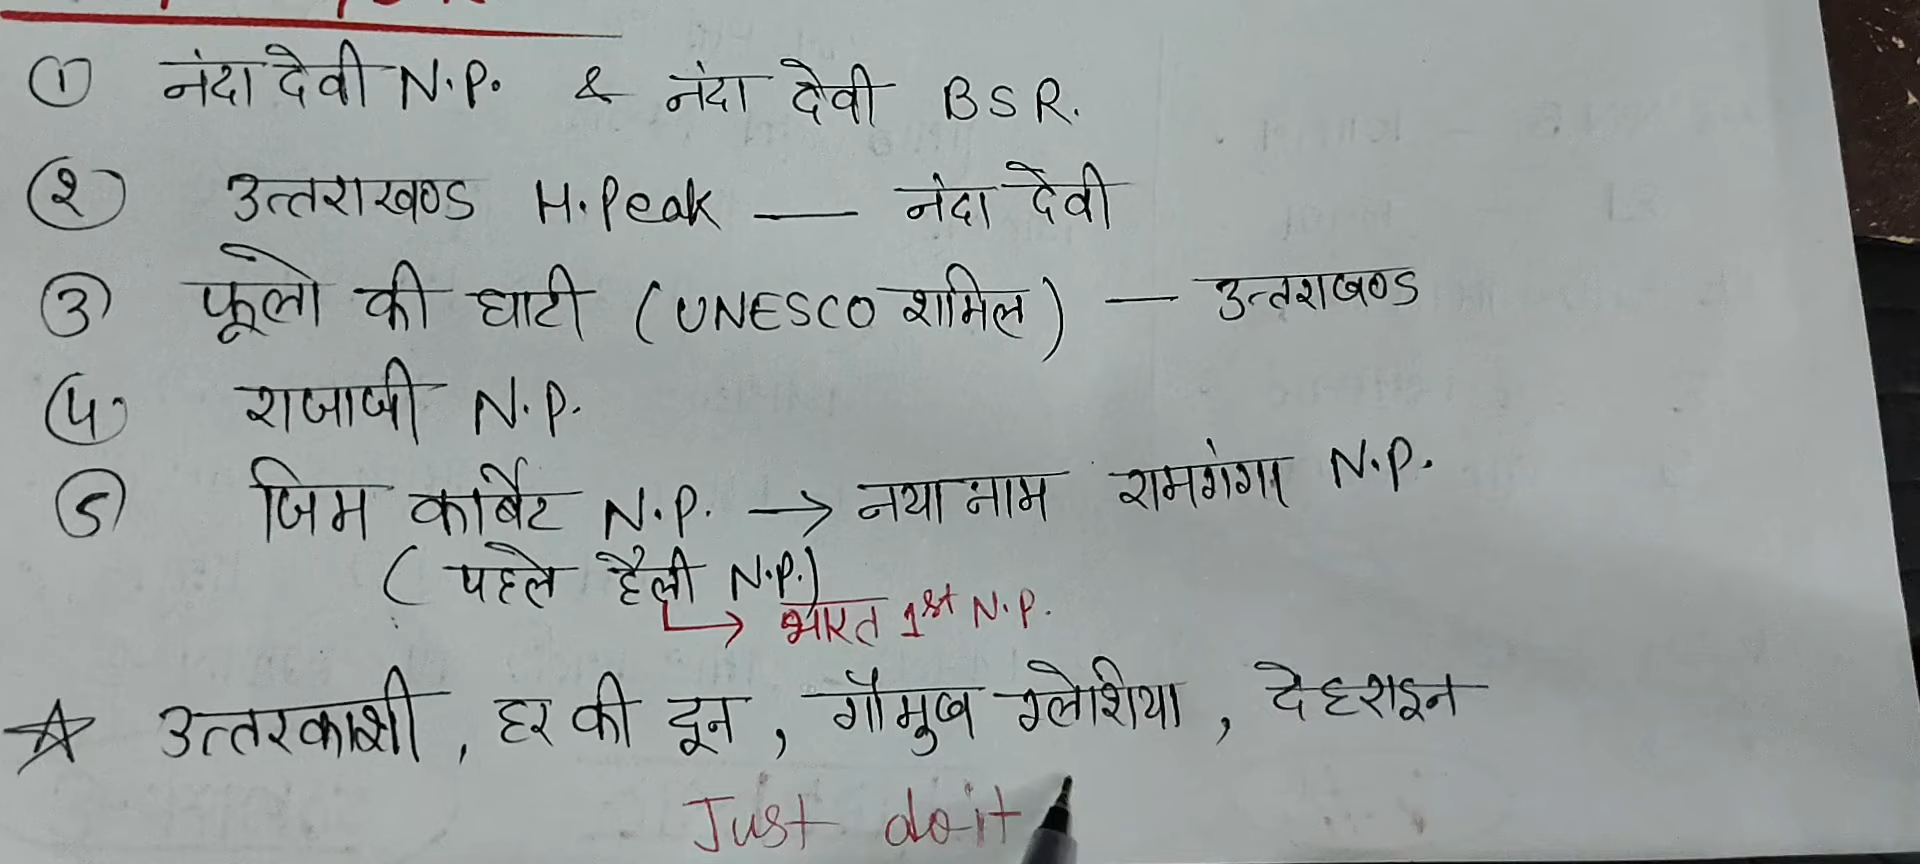 ① नंदा देवी N.P. & नंदा देवी BSR.
② उत्तराखण्ड H.Peak — नंदा देवी
③ फूलो की घाटी (UNESCO शामिल) — उत्तराखण्ड
④ राजाजी N.P.
⑤ जिम कार्बेट N.P. → नया नाम रामगंगा N.P.
(पहले हैली N.P.)
→ भारत 1st N.P.
☆ उत्तरकाशी, हर की दून, गौमुख ग्लेशिया, देहरादून
Just do it